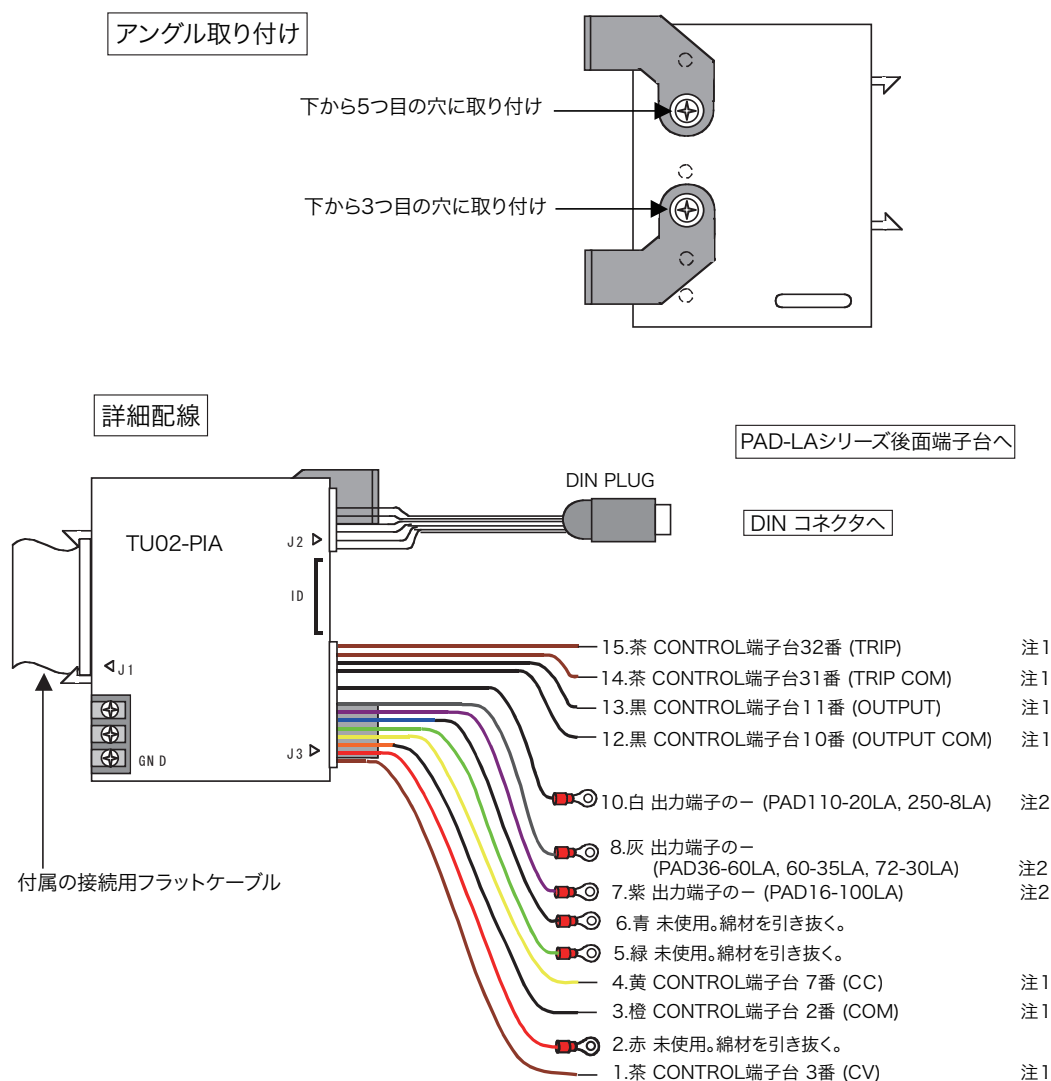 アングル取り付け
下から5つ目の穴に取り付け
下から3つ目の穴に取り付け
詳細配線
PAD-LAシリーズ後面端子台へ
DIN PLUG
DIN コネクタへ
TU02-PIA
J2
ID
J1
GND
J3
付属の接続用フラットケーブル
15.茶 CONTROL端子台32番 (TRIP) 注1
14.茶 CONTROL端子台31番 (TRIP COM) 注1
13.黒 CONTROL端子台11番 (OUTPUT) 注1
12.黒 CONTROL端子台10番 (OUTPUT COM) 注1
10.白 出力端子の− (PAD110-20LA, 250-8LA) 注2
8.灰 出力端子の−
(PAD36-60LA, 60-35LA, 72-30LA) 注2
7.紫 出力端子の− (PAD16-100LA) 注2
6.青 未使用。綿材を引き抜く。
5.緑 未使用。綿材を引き抜く。
4.黄 CONTROL端子台 7番 (CC) 注1
3.橙 CONTROL端子台 2番 (COM) 注1
2.赤 未使用。綿材を引き抜く。
1.茶 CONTROL端子台 3番 (CV) 注1